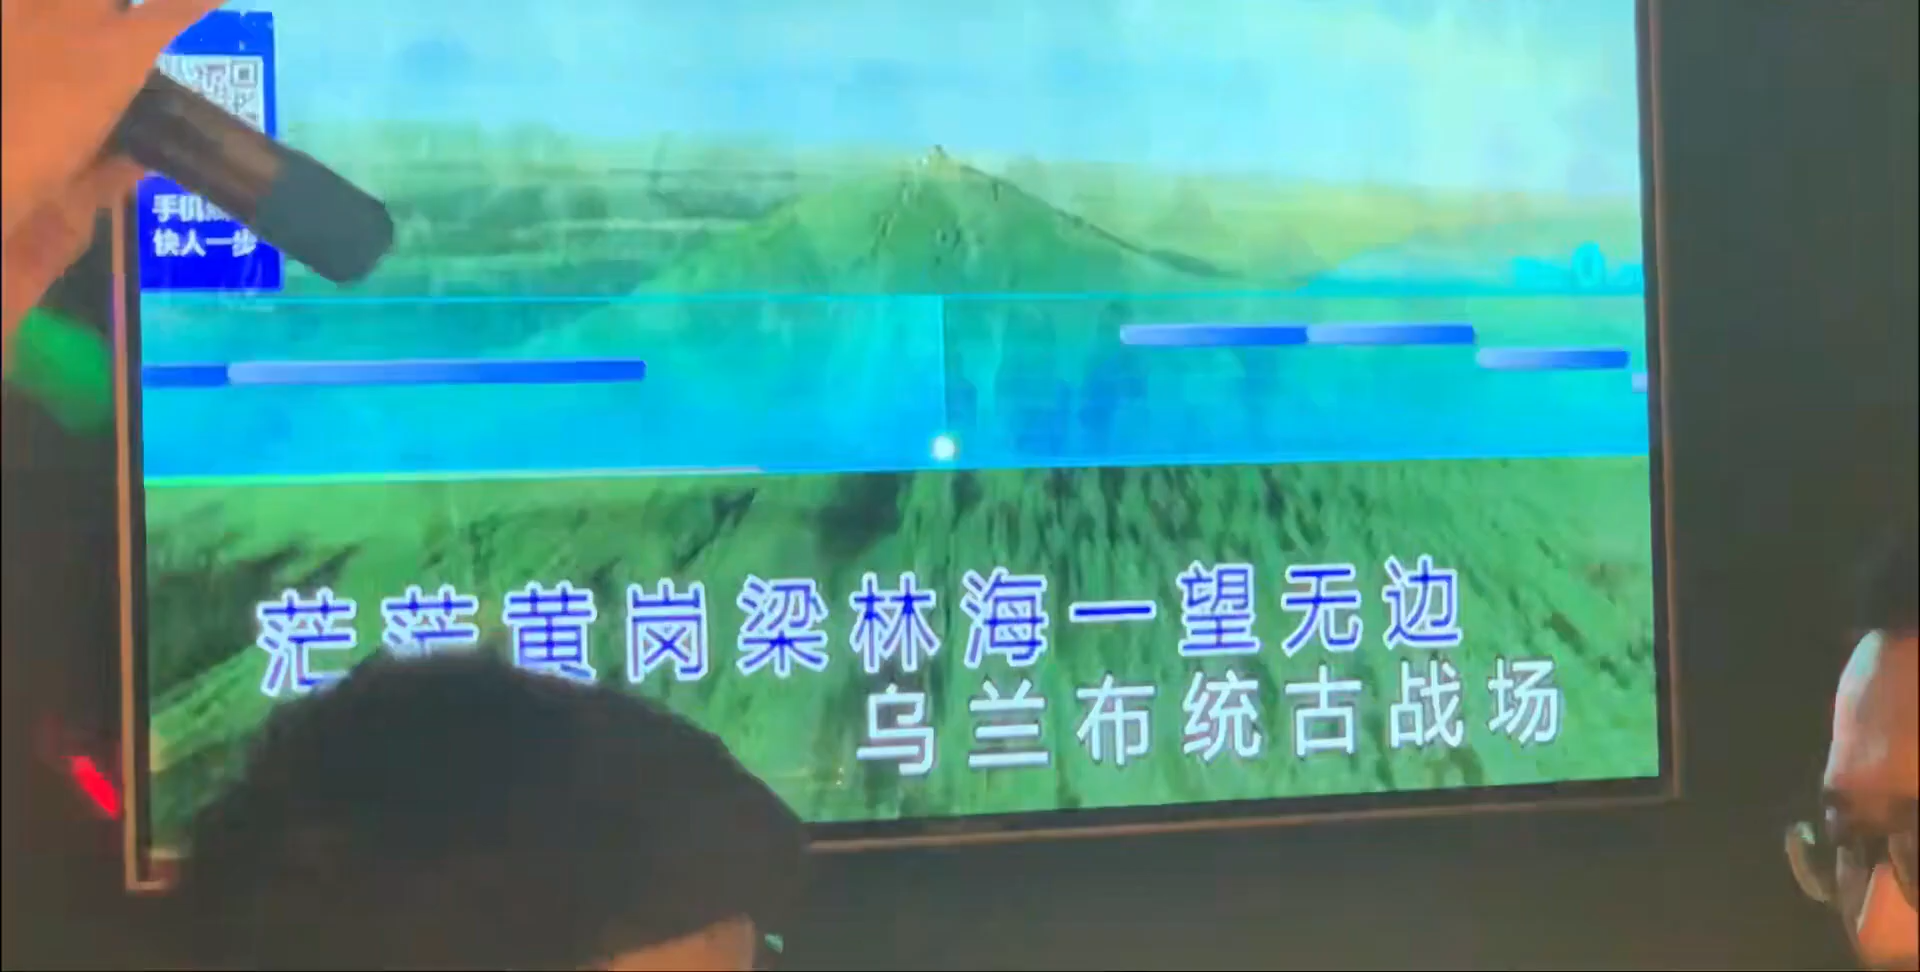 手机
快人一步
0
茫茫黄岗梁林海一望无边
乌兰布统古战场